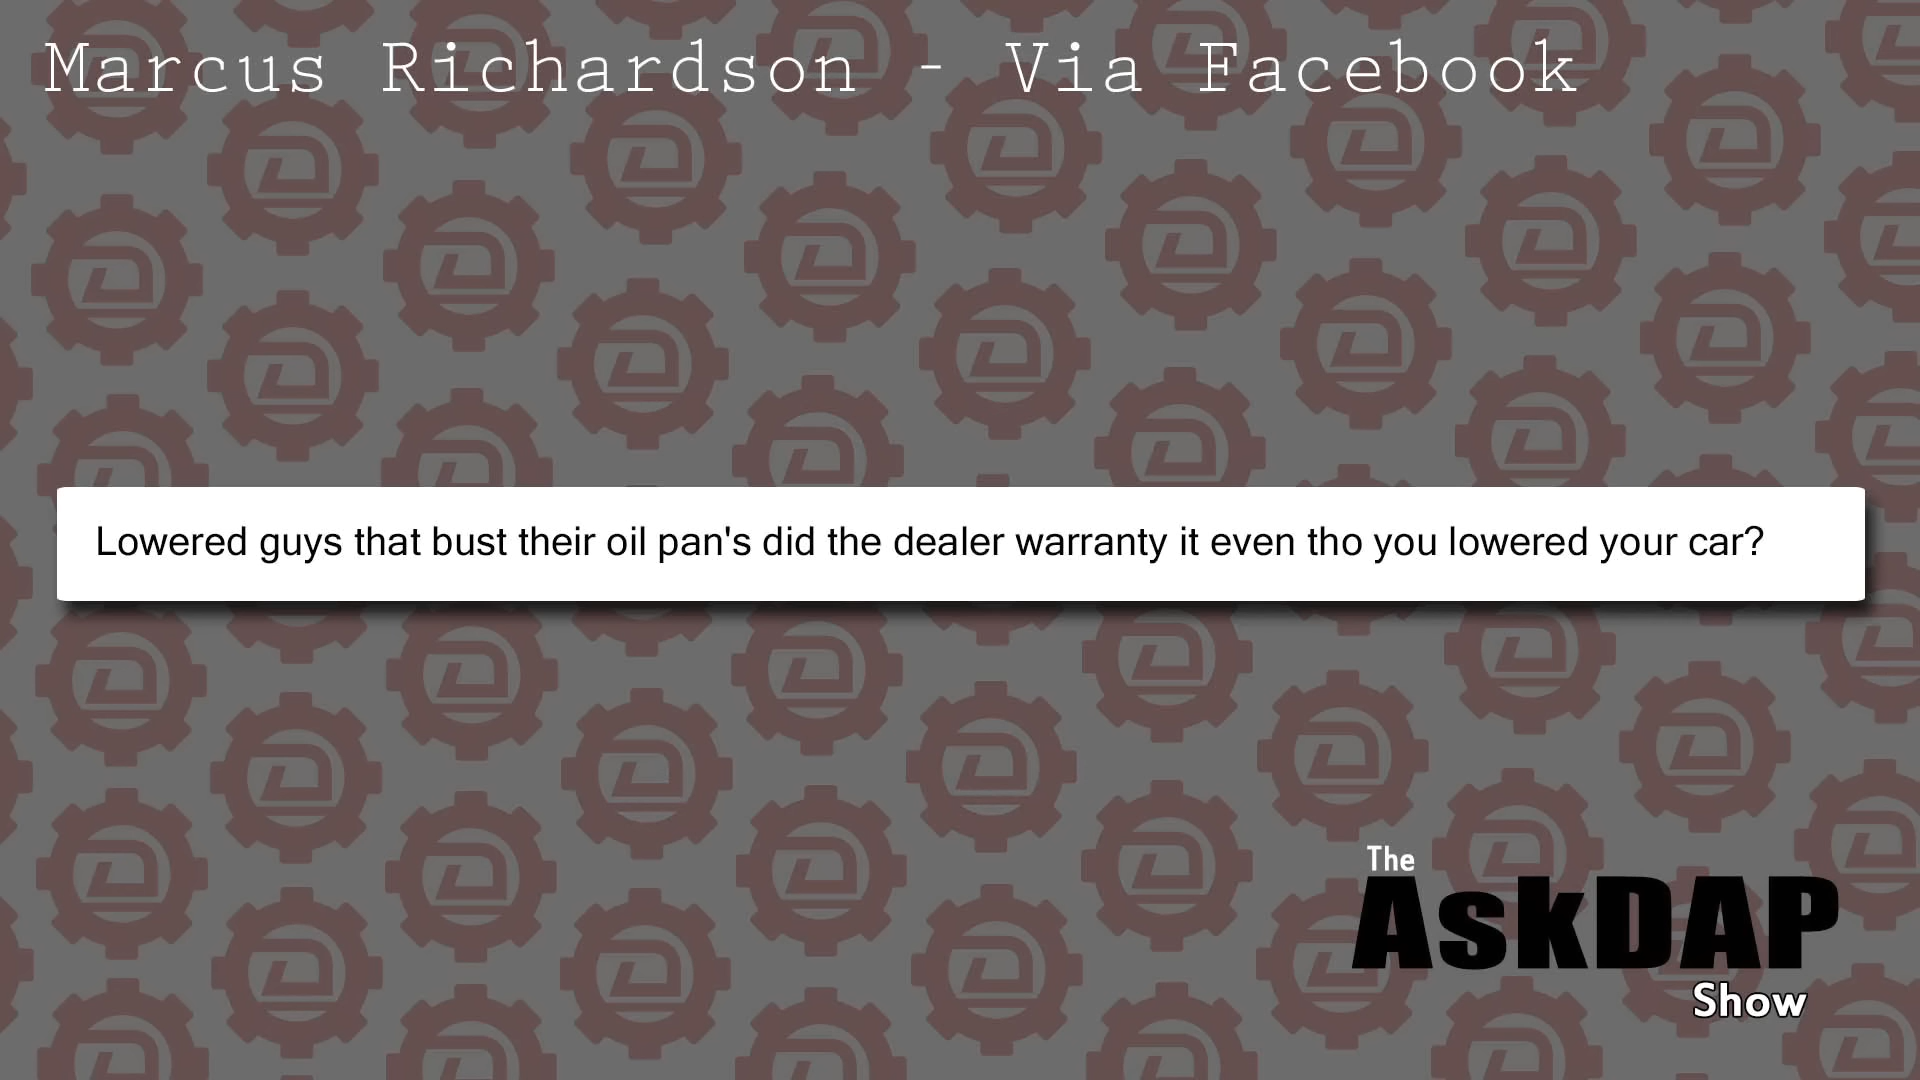 Marcus Richardson - Via Facebook
Lowered guys that bust their oil pan's did the dealer warranty it even tho you lowered your car?
The
AskDAP
Show